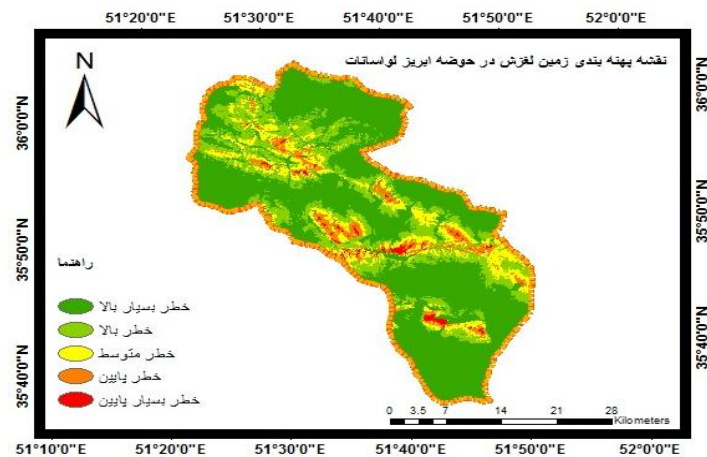 51°20'0"E 51°30'0"E 51°40'0"E 51°50'0"E 52°0'0"E
نقشه پهنه بندی زمین لغزش در حوضه ابریز لواسانات
N
36°0'0"N
36°0'0"N
35°50'0"N
35°50'0"N
35°40'0"N
35°40'0"N
راهنما
خطر بسیار بالا
خطر بالا
خطر متوسط
خطر پایین
خطر بسیار پایین
0 3.5 7 14 21 28
Kilometers
51°10'0"E 51°20'0"E 51°30'0"E 51°40'0"E 51°50'0"E 52°0'0"E